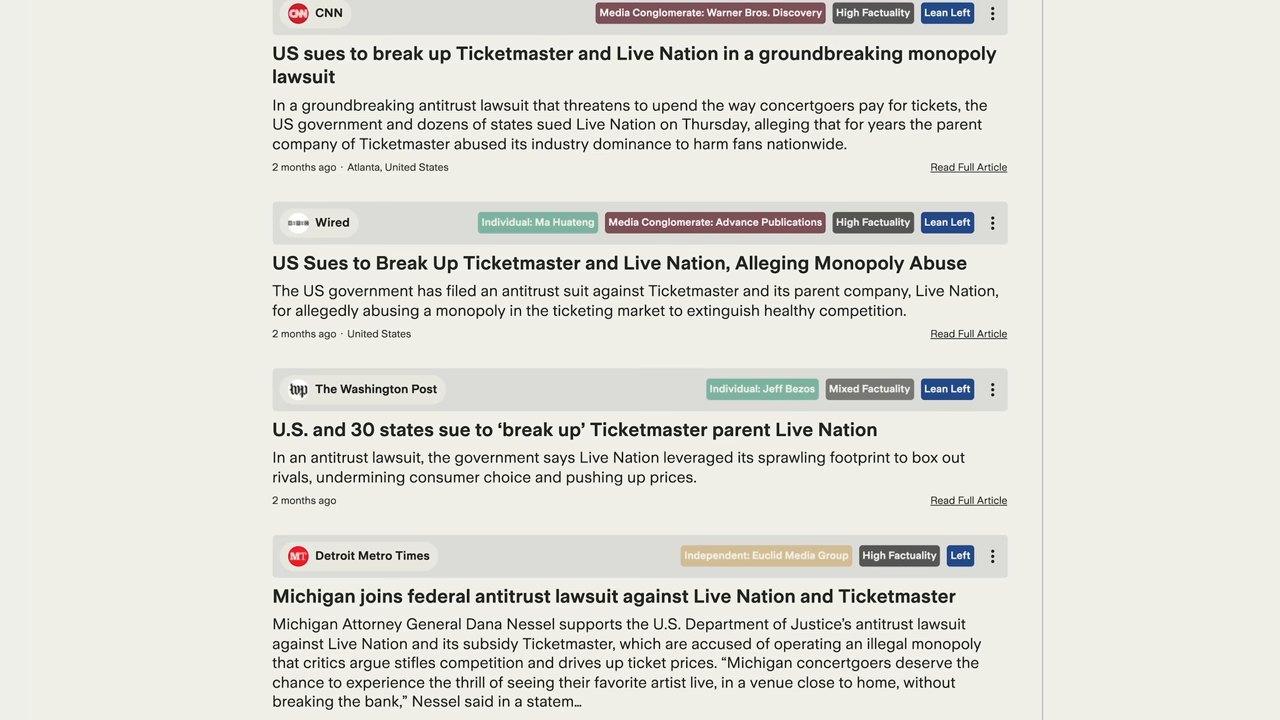 CNN
CNN Media Conglomerate: Warner Bros. Discovery High Factuality Lean Left
US sues to break up Ticketmaster and Live Nation in a groundbreaking monopoly
lawsuit
In a groundbreaking antitrust lawsuit that threatens to upend the way concertgoers pay for tickets, the
US government and dozens of states sued Live Nation on Thursday, alleging that for years the parent
company of Ticketmaster abused its industry dominance to harm fans nationwide.
2 months ago · Atlanta, United States Read Full Article
Wired Individual: Ma Huateng Media Conglomerate: Advance Publications High Factuality Lean Left
US Sues to Break Up Ticketmaster and Live Nation, Alleging Monopoly Abuse
The US government has filed an antitrust suit against Ticketmaster and its parent company, Live Nation,
for allegedly abusing a monopoly in the ticketing market to extinguish healthy competition.
2 months ago · United States Read Full Article
wp The Washington Post Individual: Jeff Bezos Mixed Factuality Lean Left
U.S. and 30 states sue to ‘break up’ Ticketmaster parent Live Nation
In an antitrust lawsuit, the government says Live Nation leveraged its sprawling footprint to box out
rivals, undermining consumer choice and pushing up prices.
2 months ago Read Full Article
MT Detroit Metro Times Independent: Euclid Media Group High Factuality Left
Michigan joins federal antitrust lawsuit against Live Nation and Ticketmaster
Michigan Attorney General Dana Nessel supports the U.S. Department of Justice’s antitrust lawsuit
against Live Nation and its subsidy Ticketmaster, which are accused of operating an illegal monopoly
that critics argue stifles competition and drives up ticket prices. “Michigan concertgoers deserve the
chance to experience the thrill of seeing their favorite artist live, in a venue close to home, without
breaking the bank,” Nessel said in a statem…